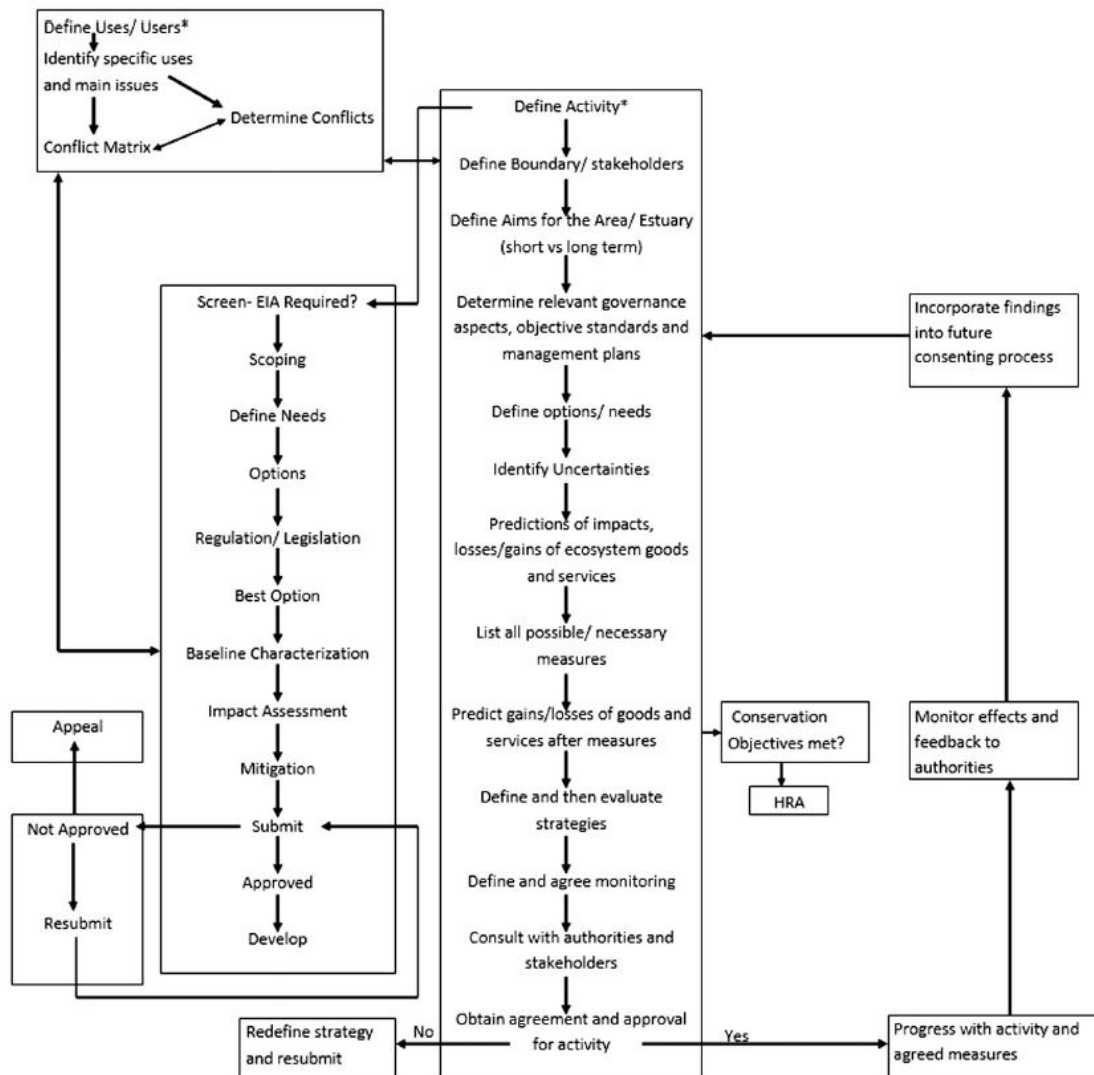 Define Uses/ Users*
Identify specific uses
and main issues
Determine Conflicts
Conflict Matrix
Define Activity*
Define Boundary/ stakeholders
Define Aims for the Area/ Estuary
(short vs long term)
Determine relevant governance
aspects, objective standards and
management plans
Define options/ needs
Identify Uncertainties
Predictions of impacts,
losses/gains of ecosystem goods
and services
List all possible/ necessary
measures
Predict gains/losses of goods and
services after measures
Define and then evaluate
strategies
Define and agree monitoring
Consult with authorities and
stakeholders
Obtain agreement and approval
for activity
Screen- EIA Required?
Scoping
Define Needs
Options
Regulation/ Legislation
Best Option
Baseline Characterization
Impact Assessment
Mitigation
Submit
Approved
Develop
Appeal
Not Approved
Resubmit
No
Redefine strategy
and resubmit
Conservation
Objectives met?
HRA
Yes
Progress with activity and
agreed measures
Monitor effects and
feedback to
authorities
Incorporate findings
into future
consenting process